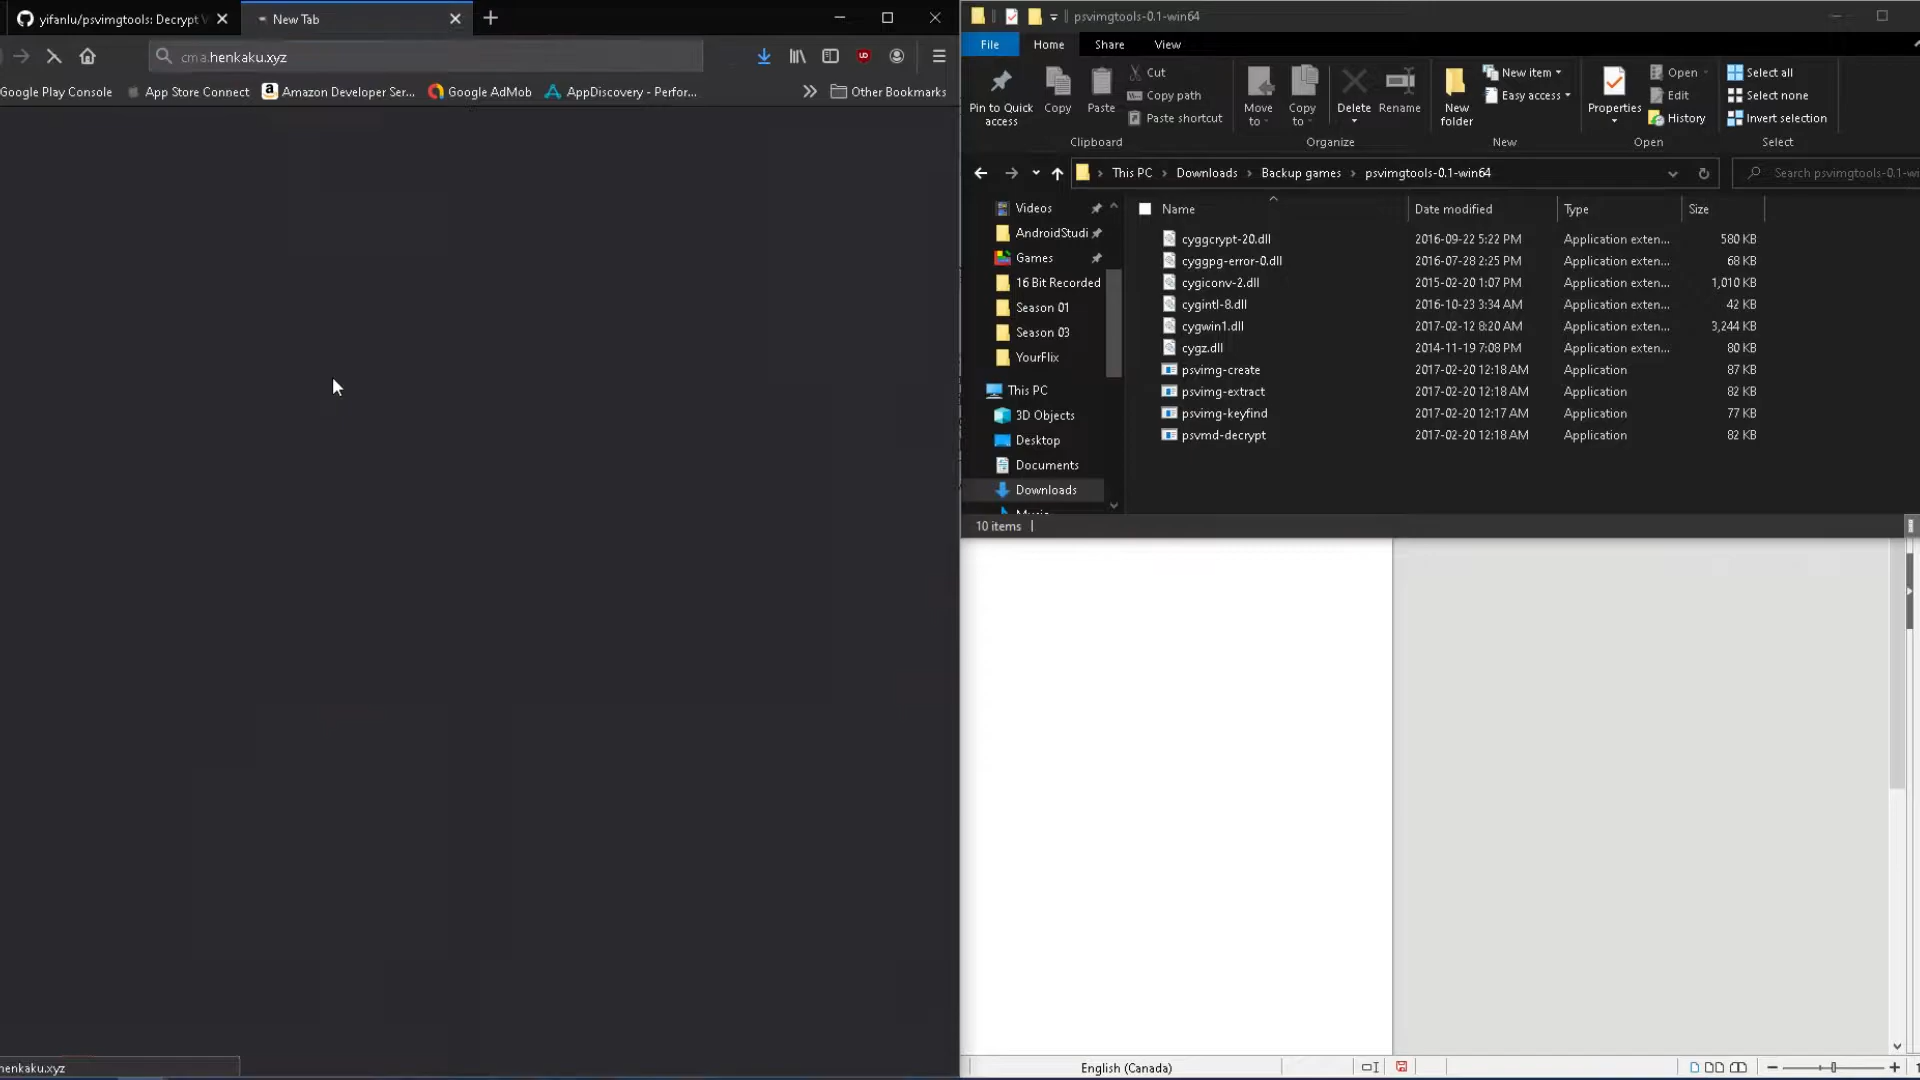 yifanlu/psvimgtools: Decrypt V
New Tab
cma.henkaku.xyz
Google Play Console
App Store Connect
Amazon Developer Ser...
Google AdMob
AppDiscovery - Perfor...
Other Bookmarks
henkaku.xyz
psvimgtools-0.1-win64
File
Home
Share
View
Pin to Quick
access
Copy
Paste
Cut
Copy path
Paste shortcut
Clipboard
Move
to
Copy
to
Delete
Rename
Organize
New
folder
New item
Easy access
New
Properties
Open
Edit
History
Open
Select all
Select none
Invert selection
Select
This PC
Downloads
Backup games
psvimgtools-0.1-win64
Search psvimgtools-0.1-wi
Videos
AndroidStudi
Games
16 Bit Recorded
Season 01
Season 03
YourFlix
This PC
3D Objects
Desktop
Documents
Downloads
Name Date modified Type Size
cyggcrypt-20.dll 2016-09-22 5:22 PM Application exten... 580 KB
cyggpg-error-0.dll 2016-07-28 2:25 PM Application exten... 68 KB
cygiconv-2.dll 2015-02-20 1:07 PM Application exten... 1,010 KB
cygintl-8.dll 2016-10-23 3:34 AM Application exten... 42 KB
cygwin1.dll 2017-02-12 8:20 AM Application exten... 3,244 KB
cygz.dll 2014-11-19 7:08 PM Application exten... 80 KB
psvimg-create 2017-02-20 12:18 AM Application 87 KB
psvimg-extract 2017-02-20 12:18 AM Application 82 KB
psvimg-keyfind 2017-02-20 12:17 AM Application 77 KB
psvmd-decrypt 2017-02-20 12:18 AM Application 82 KB
10 items
English (Canada)